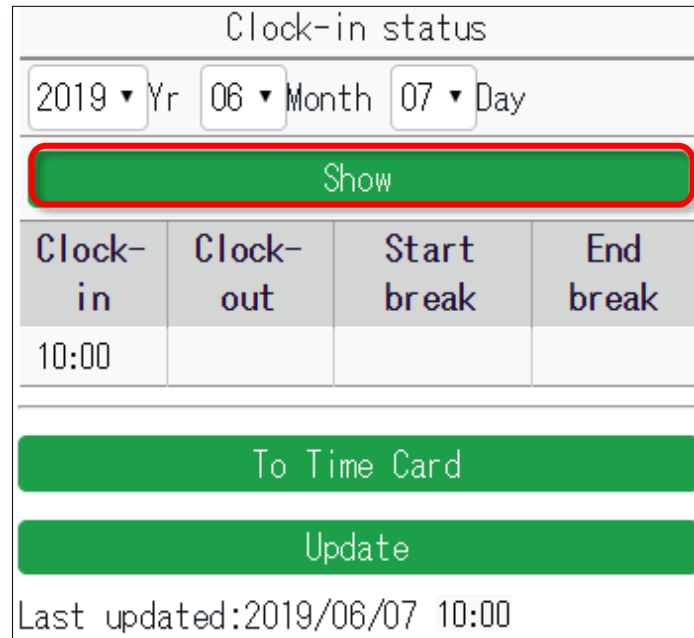 Clock-in status
2019 Yr 06 Month 07 Day
Show
Clock- Clock- Start End
in out break break
10:00
To Time Card
Update
Last updated:2019/06/07 10:00